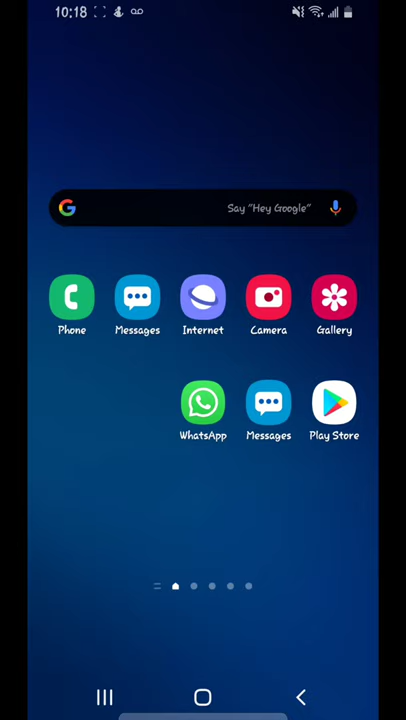 10:18
Say "Hey Google"
Phone Messages Internet Camera Gallery
WhatsApp Messages Play Store